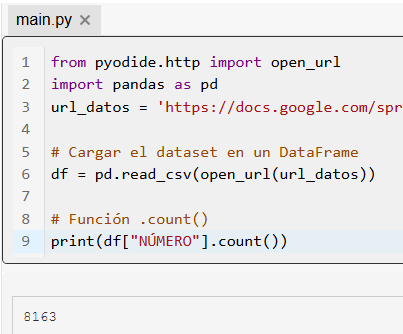 main.py ×
1 from pyodide.http import open_url
2 import pandas as pd
3 url_datos = 'https://docs.google.com/spr
4
5 # Cargar el dataset en un DataFrame
6 df = pd.read_csv(open_url(url_datos))
7
8 # Función .count()
9 print(df["NÚMERO"].count())
8163